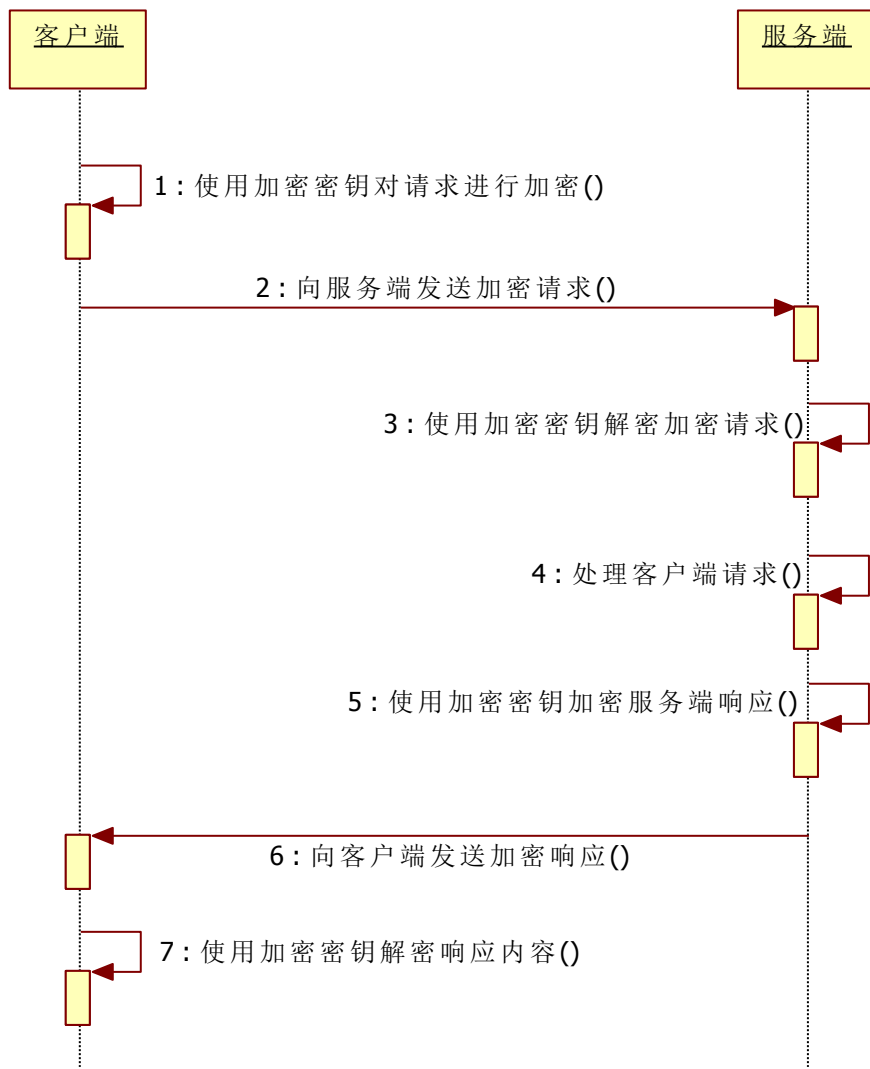 客户端
服务端
1 : 使用加密密钥对请求进行加密()
2 : 向服务端发送加密请求()
3 : 使用加密密钥解密加密请求()
4 : 处理客户端请求()
5 : 使用加密密钥加密服务端响应()
6 : 向客户端发送加密响应()
7 : 使用加密密钥解密响应内容()